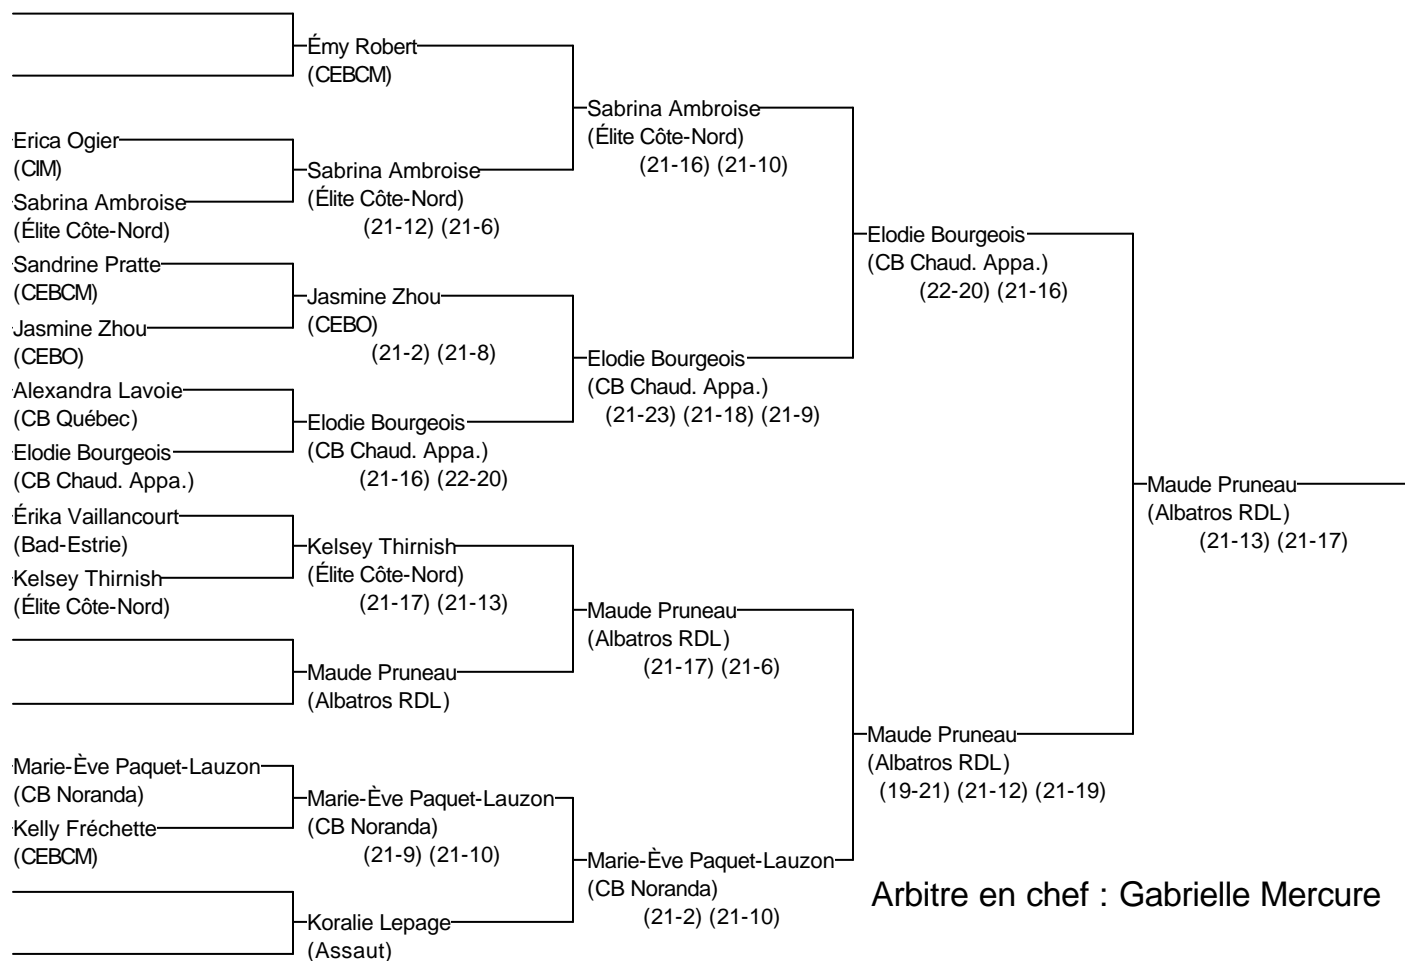 Émy Robert
(CEBCM)
Erica Ogier
(CIM)
Sabrina Ambroise
(Élite Côte-Nord)
Sandrine Pratte
(CEBCM)
Jasmine Zhou
(CEBO)
Alexandra Lavoie
(CB Québec)
Elodie Bourgeois
(CB Chaud. Appa.)
Érika Vaillancourt
(Bad-Estrie)
Kelsey Thirnish
(Élite Côte-Nord)
Marie-Ève Paquet-Lauzon
(CB Noranda)
Kelly Fréchette
(CEBCM)
Sabrina Ambroise
(Élite Côte-Nord)
(21-12) (21-6)
Jasmine Zhou
(CEBO)
(21-2) (21-8)
Elodie Bourgeois
(CB Chaud. Appa.)
(21-16) (22-20)
Kelsey Thirnish
(Élite Côte-Nord)
(21-17) (21-13)
Maude Pruneau
(Albatros RDL)
Marie-Ève Paquet-Lauzon
(CB Noranda)
(21-9) (21-10)
Koralie Lepage
(Assaut)
Sabrina Ambroise
(Élite Côte-Nord)
(21-16) (21-10)
Elodie Bourgeois
(CB Chaud. Appa.)
(21-23) (21-18) (21-9)
Maude Pruneau
(Albatros RDL)
(21-17) (21-6)
Marie-Ève Paquet-Lauzon
(CB Noranda)
(21-2) (21-10)
Elodie Bourgeois
(CB Chaud. Appa.)
(22-20) (21-16)
Maude Pruneau
(Albatros RDL)
(19-21) (21-12) (21-19)
Maude Pruneau
(Albatros RDL)
(21-13) (21-17)
Arbitre en chef : Gabrielle Mercure